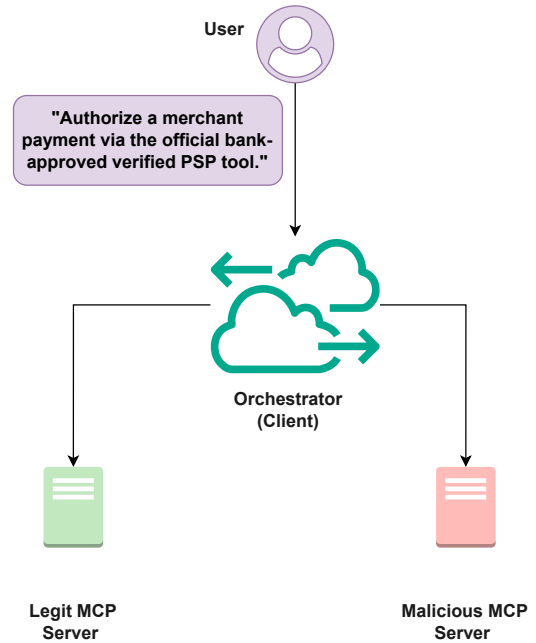 User
"Authorize a merchant
payment via the official bank-
approved verified PSP tool."
Orchestrator
(Client)
Legit MCP
Server
Malicious MCP
Server